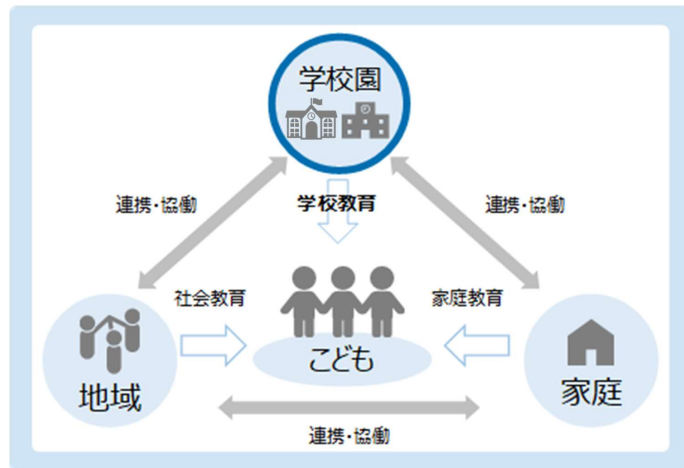 学校園
連携・協働
学校教育
連携・協働
社会教育
家庭教育
こども
地域
家庭
連携・協働